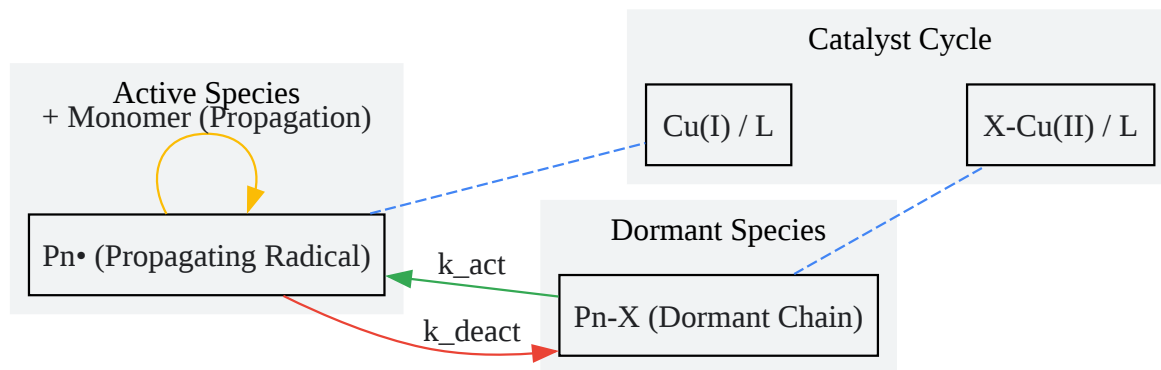 Catalyst Cycle
Active Species
+ Monomer (Propagation)
Cu(I) / L
X-Cu(II) / L
Dormant Species
Pn• (Propagating Radical)
k_act
Pn-X (Dormant Chain)
k_deact